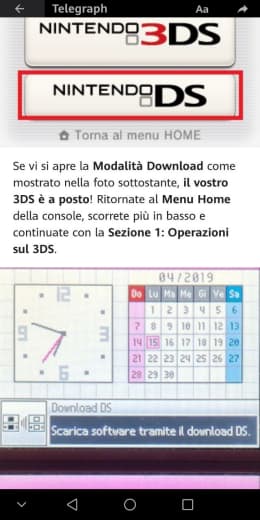 Telegraph
Aa
NINTENDO 3DS
NINTENDO DS
Torna al menu HOME
Se vi si apre la Modalità Download come
mostrato nella foto sottostante, il vostro
3DS è a posto! Ritornate al Menu Home
della console, scorrete più in basso e
continuate con la Sezione 1: Operazioni
sul 3DS.
04/2019
Do Lu Ma Me Gi Ve Sa
1 2 3 4 5 6
7 8 9 10 11 12 13
14 15 16 17 18 19 20
21 22 23 24 25 26 27
28 29 30
12
9 3
6
Download DS
Scarica software tramite il download DS.